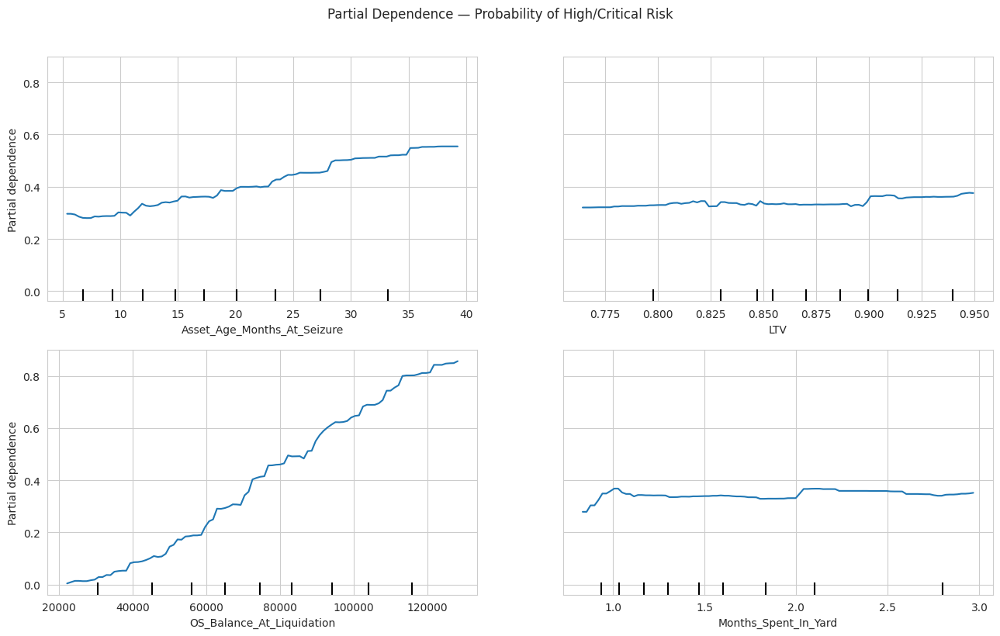 Partial Dependence — Probability of High/Critical Risk
Partial dependence
0.8
0.6
0.4
0.2
0.0
5 10 15 20 25 30 35 40
Asset_Age_Months_At_Seizure
0.775 0.800 0.825 0.850 0.875 0.900 0.925 0.950
LTV
Partial dependence
0.8
0.6
0.4
0.2
0.0
20000 40000 60000 80000 100000 120000
OS_Balance_At_Liquidation
1.0 1.5 2.0 2.5 3.0
Months_Spent_In_Yard